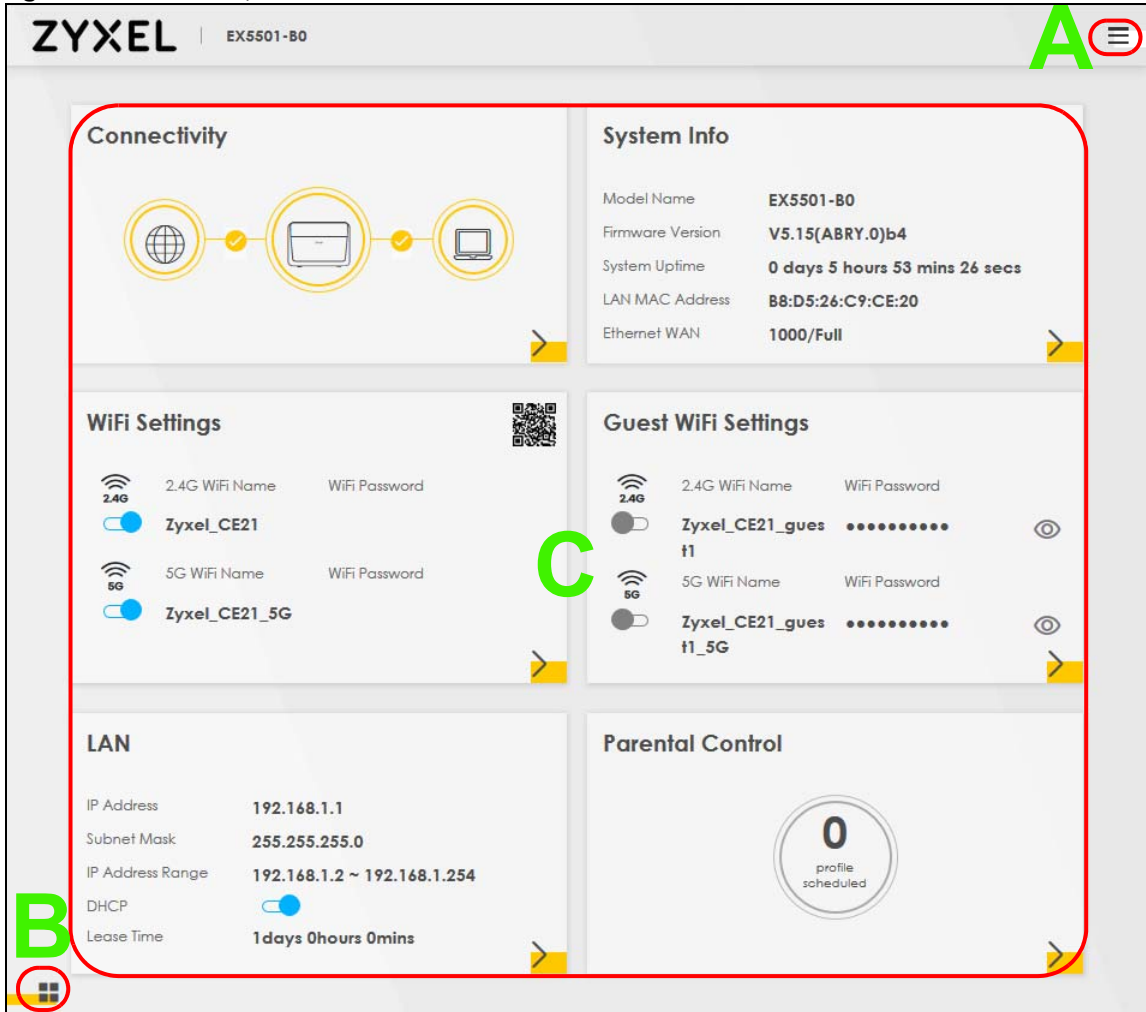 ZYXEL EX5501-B0
A
Connectivity
System Info
Model Name EX5501-B0
Firmware Version V5.15(ABRY.0)b4
System Uptime 0 days 5 hours 53 mins 26 secs
LAN MAC Address B8:D5:26:C9:CE:20
Ethernet WAN 1000/Full
WiFi Settings
2.4G 2.4G WiFi Name WiFi Password
Zyxel_CE21
5G 5G WiFi Name WiFi Password
Zyxel_CE21_5G
C
Guest WiFi Settings
2.4G 2.4G WiFi Name WiFi Password
Zyxel_CE21_gues ••••••••••
t1
5G 5G WiFi Name WiFi Password
Zyxel_CE21_gues ••••••••••
t1_5G
LAN
IP Address 192.168.1.1
Subnet Mask 255.255.255.0
IP Address Range 192.168.1.2 ~ 192.168.1.254
DHCP
Lease Time 1days 0hours 0mins
B
Parental Control
0
profile
scheduled